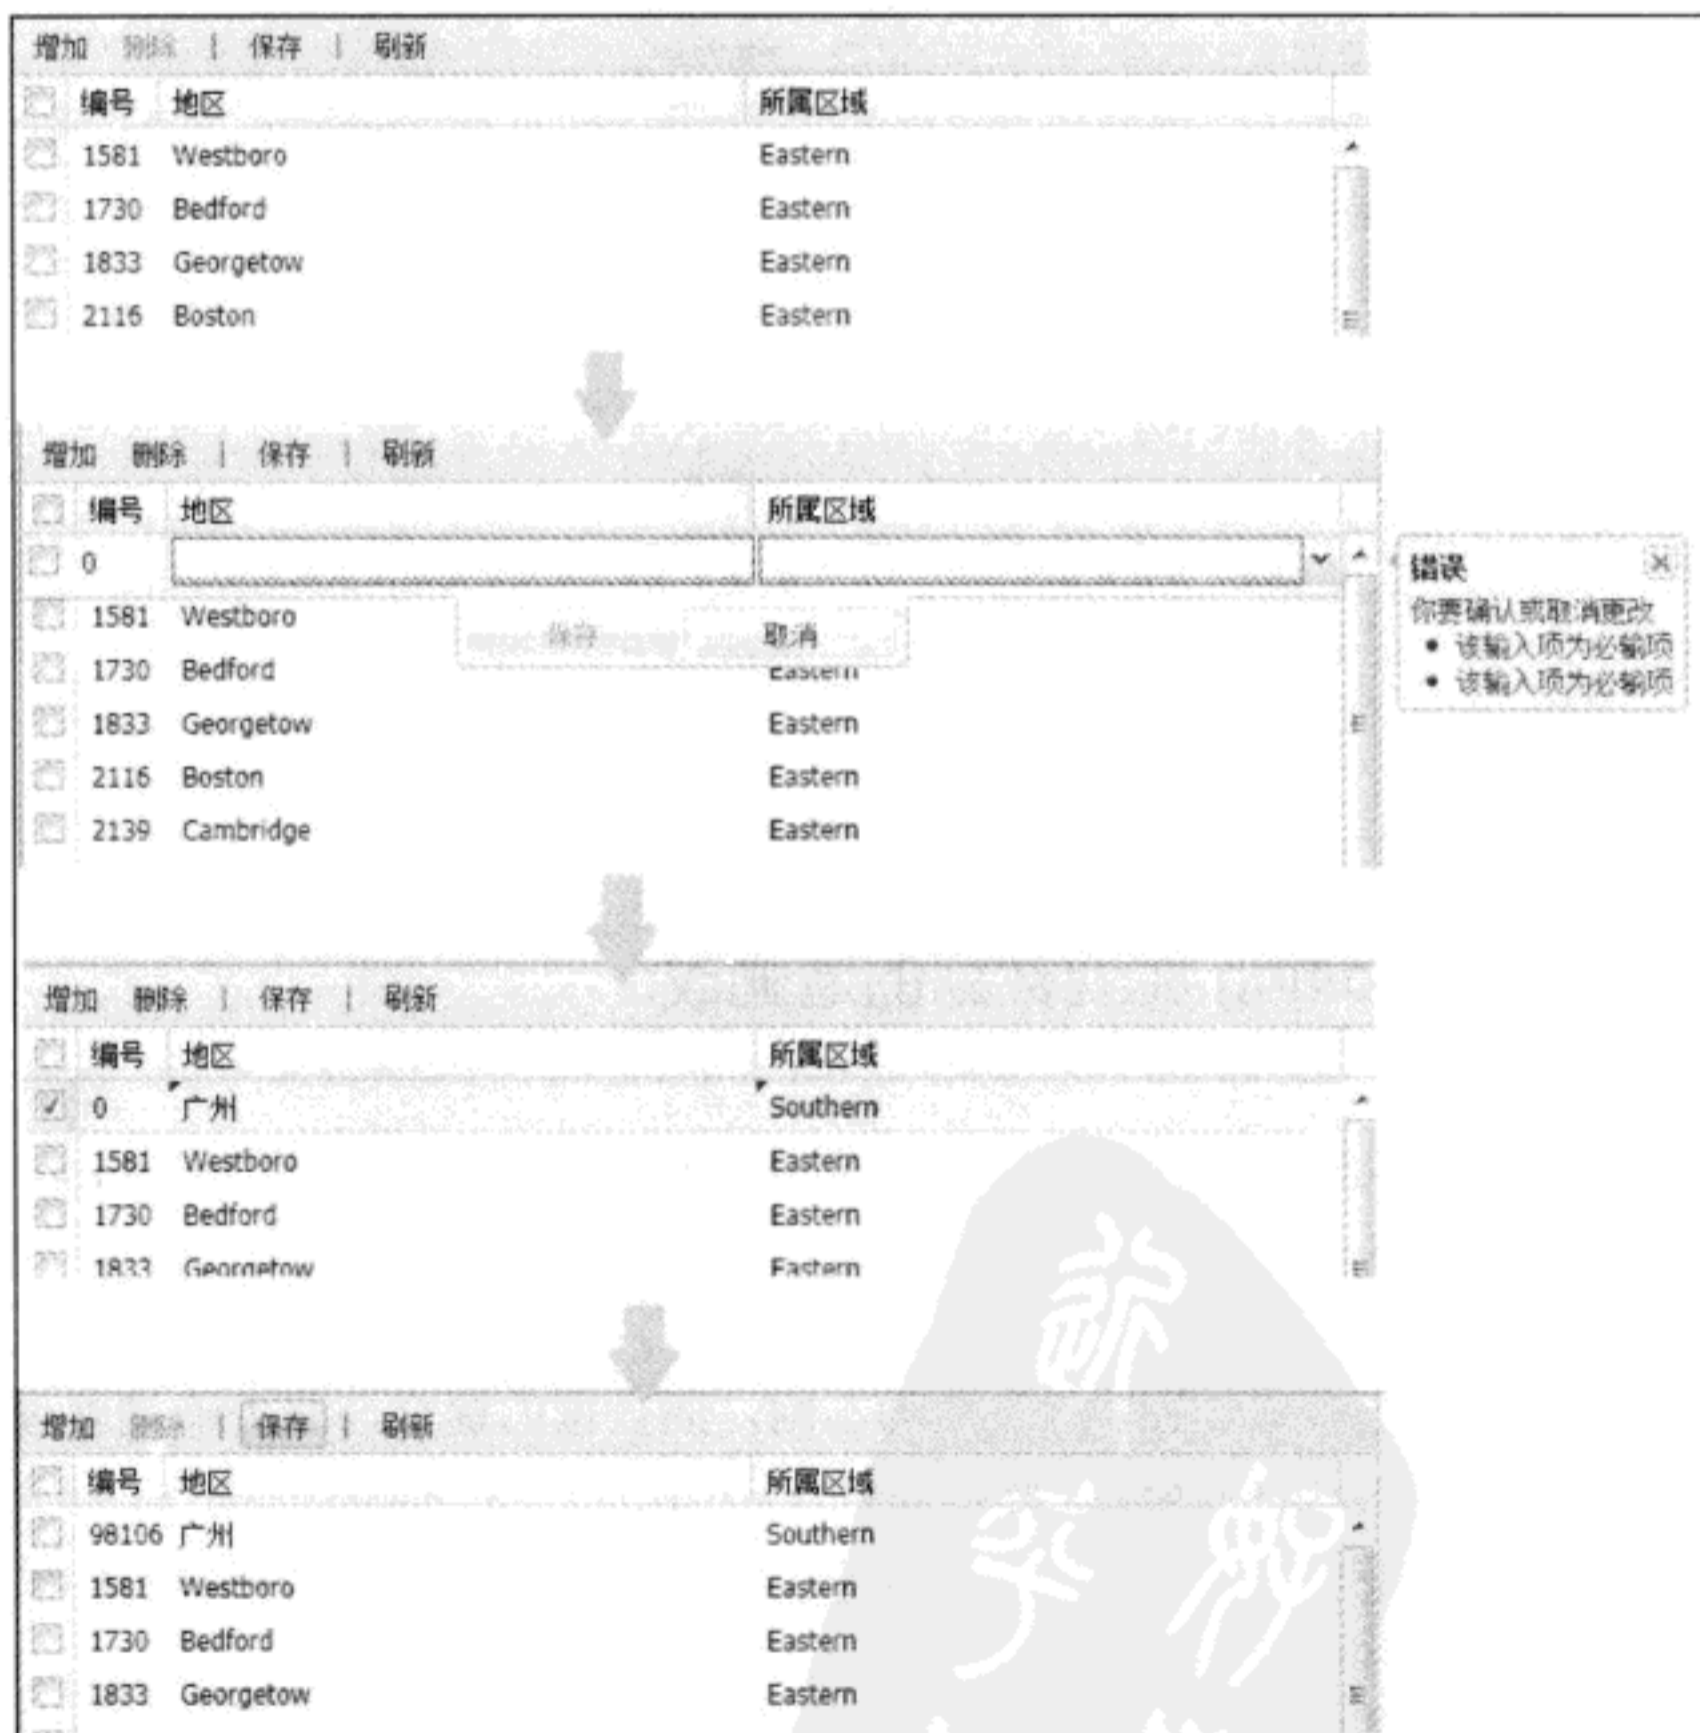 增加 删除 | 保存 | 刷新
编号 地区 所属区域
1581 Westboro Eastern
1730 Bedford Eastern
1833 Georgetow Eastern
2116 Boston Eastern
增加 删除 | 保存 | 刷新
编号 地区 所属区域
0
1581 Westboro
保存 取消
1730 Bedford Eastern
1833 Georgetow Eastern
2116 Boston Eastern
2139 Cambridge Eastern
错误
你要确认或取消更改
• 该输入项为必输项
• 该输入项为必输项
增加 删除 | 保存 | 刷新
编号 地区 所属区域
0 广州 Southern
1581 Westboro Eastern
1730 Bedford Eastern
1833 Georgetow Eastern
增加 删除 | 保存 | 刷新
编号 地区 所属区域
98106 广州 Southern
1581 Westboro Eastern
1730 Bedford Eastern
1833 Georgetow Eastern